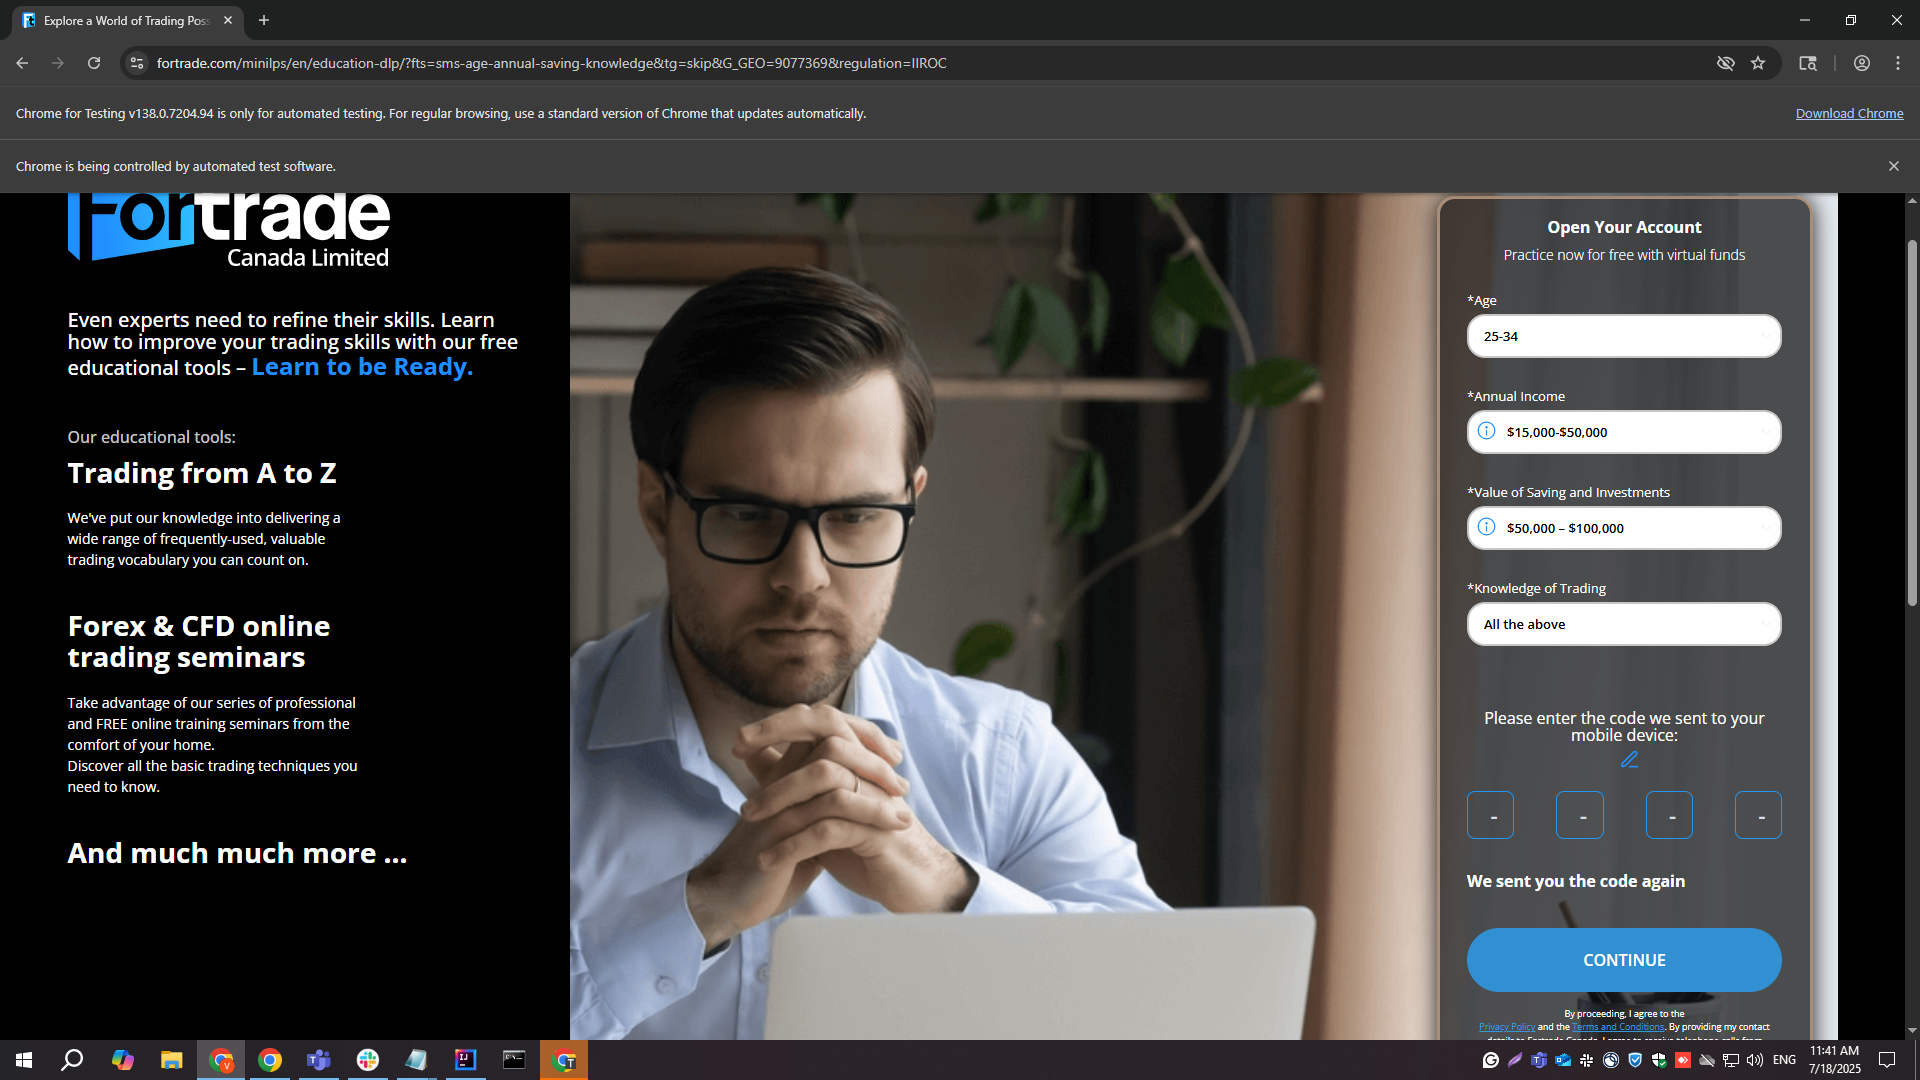 Explore a World of Trading Pos
fortrade.com/minilps/en/education-dlp/?fts=sms-age-annual-saving-knowledge&tg=skip&G_GEO=9077369&regulation=IIROC
Chrome for Testing v138.0.7204.94 is only for automated testing. For regular browsing, use a standard version of Chrome that updates automatically.
Download Chrome
Chrome is being controlled by automated test software.
Fortrade
Canada Limited
Even experts need to refine their skills. Learn
how to improve your trading skills with our free
educational tools – Learn to be Ready.
Our educational tools:
Trading from A to Z
We've put our knowledge into delivering a
wide range of frequently-used, valuable
trading vocabulary you can count on.
Forex & CFD online
trading seminars
Take advantage of our series of professional
and FREE online training seminars from the
comfort of your home.
Discover all the basic trading techniques you
need to know.
And much much more ...
Open Your Account
Practice now for free with virtual funds
*Age
25-34
*Annual Income
$15,000-$50,000
*Value of Saving and Investments
$50,000 – $100,000
*Knowledge of Trading
All the above
Please enter the code we sent to your
mobile device:
- - - -
We sent you the code again
CONTINUE
By proceeding, I agree to the
Privacy Policy and the Terms and Conditions. By providing my contact
ENG
11:41 AM
7/18/2025